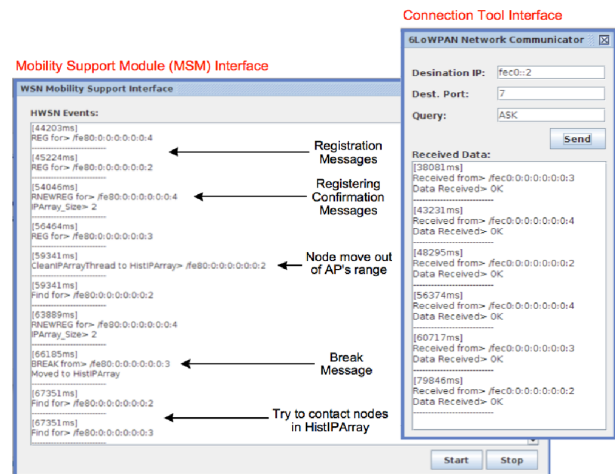 Connection Tool Interface
6LoWPAN Network Communicator
Desination IP: fec0::2
Dest. Port: 7
Query: ASK
Send
Received Data:
[38081ms]
Received from> /fec0:0:0:0:0:0:0:3
Data Received> OK
------------------------
[43231ms]
Received from> /fec0:0:0:0:0:0:0:4
Data Received> OK
------------------------
[48295ms]
Received from> /fec0:0:0:0:0:0:0:2
Data Received> OK
------------------------
[56374ms]
Received from> /fec0:0:0:0:0:0:0:4
Data Received> OK
------------------------
[60717ms]
Received from> /fec0:0:0:0:0:0:0:3
Data Received> OK
------------------------
[79846ms]
Received from> /fec0:0:0:0:0:0:0:2
Data Received> OK
------------------------
Mobility Support Module (MSM) Interface
WSN Mobility Support Interface
HWSN Events:
[44203ms]
REG for> /fe80:0:0:0:0:0:0:4
------------------------
[45224ms]
REG for> /fe80:0:0:0:0:0:0:2
------------------------
[54046ms]
RNEWREG for> /fe80:0:0:0:0:0:0:4
IPArray_Size> 2
------------------------
[56464ms]
REG for> /fe80:0:0:0:0:0:0:3
------------------------
[59341ms]
CleanIPArrayThread to HistIPArray> /fe80:0:0:0:0:0:0:2
------------------------
[59341ms]
Find for> /fe80:0:0:0:0:0:0:2
------------------------
[63889ms]
RNEWREG for> /fe80:0:0:0:0:0:0:4
IPArray_Size> 2
------------------------
[66185ms]
BREAK from> /fe80:0:0:0:0:0:0:3
Moved to HistIPArray
------------------------
[67351ms]
Find for> /fe80:0:0:0:0:0:0:2
------------------------
[67351ms]
Find for> /fe80:0:0:0:0:0:0:3
Registration
Messages
Registering
Confirmation
Messages
Node move out
of AP's range
Break
Message
Try to contact nodes
in HistIPArray
Start
Stop